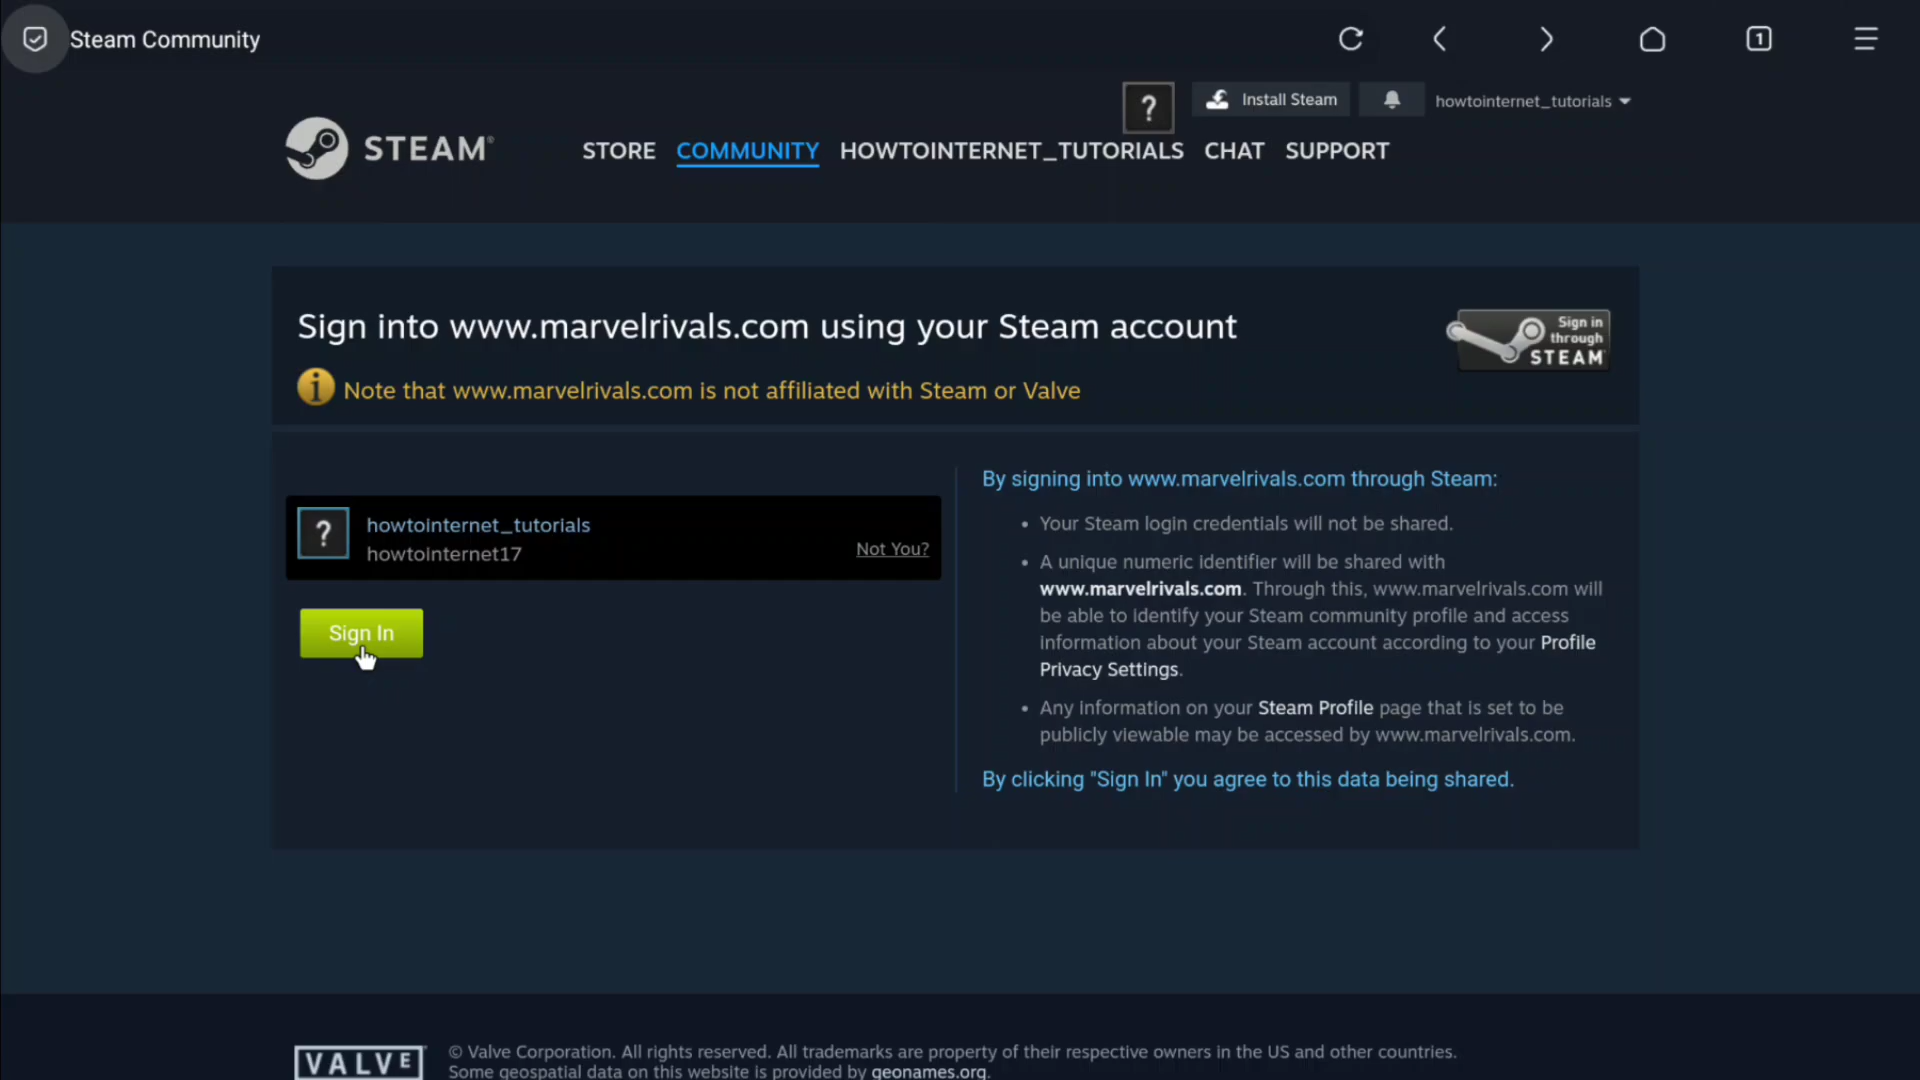 Steam Community
1
Install Steam
howtointernet_tutorials
STEAM®
STORE COMMUNITY HOWTOINTERNET_TUTORIALS CHAT SUPPORT
Sign into www.marvelrivals.com using your Steam account
Note that www.marvelrivals.com is not affiliated with Steam or Valve
Sign in
through
STEAM
howtointernet_tutorials
howtointernet17
Not You?
Sign In
By signing into www.marvelrivals.com through Steam:
• Your Steam login credentials will not be shared.
• A unique numeric identifier will be shared with
www.marvelrivals.com. Through this, www.marvelrivals.com will
be able to identify your Steam community profile and access
information about your Steam account according to your Profile
Privacy Settings.
• Any information on your Steam Profile page that is set to be
publicly viewable may be accessed by www.marvelrivals.com.
By clicking "Sign In" you agree to this data being shared.
VALVE
© Valve Corporation. All rights reserved. All trademarks are property of their respective owners in the US and other countries.
Some geospatial data on this website is provided by geonames.org.